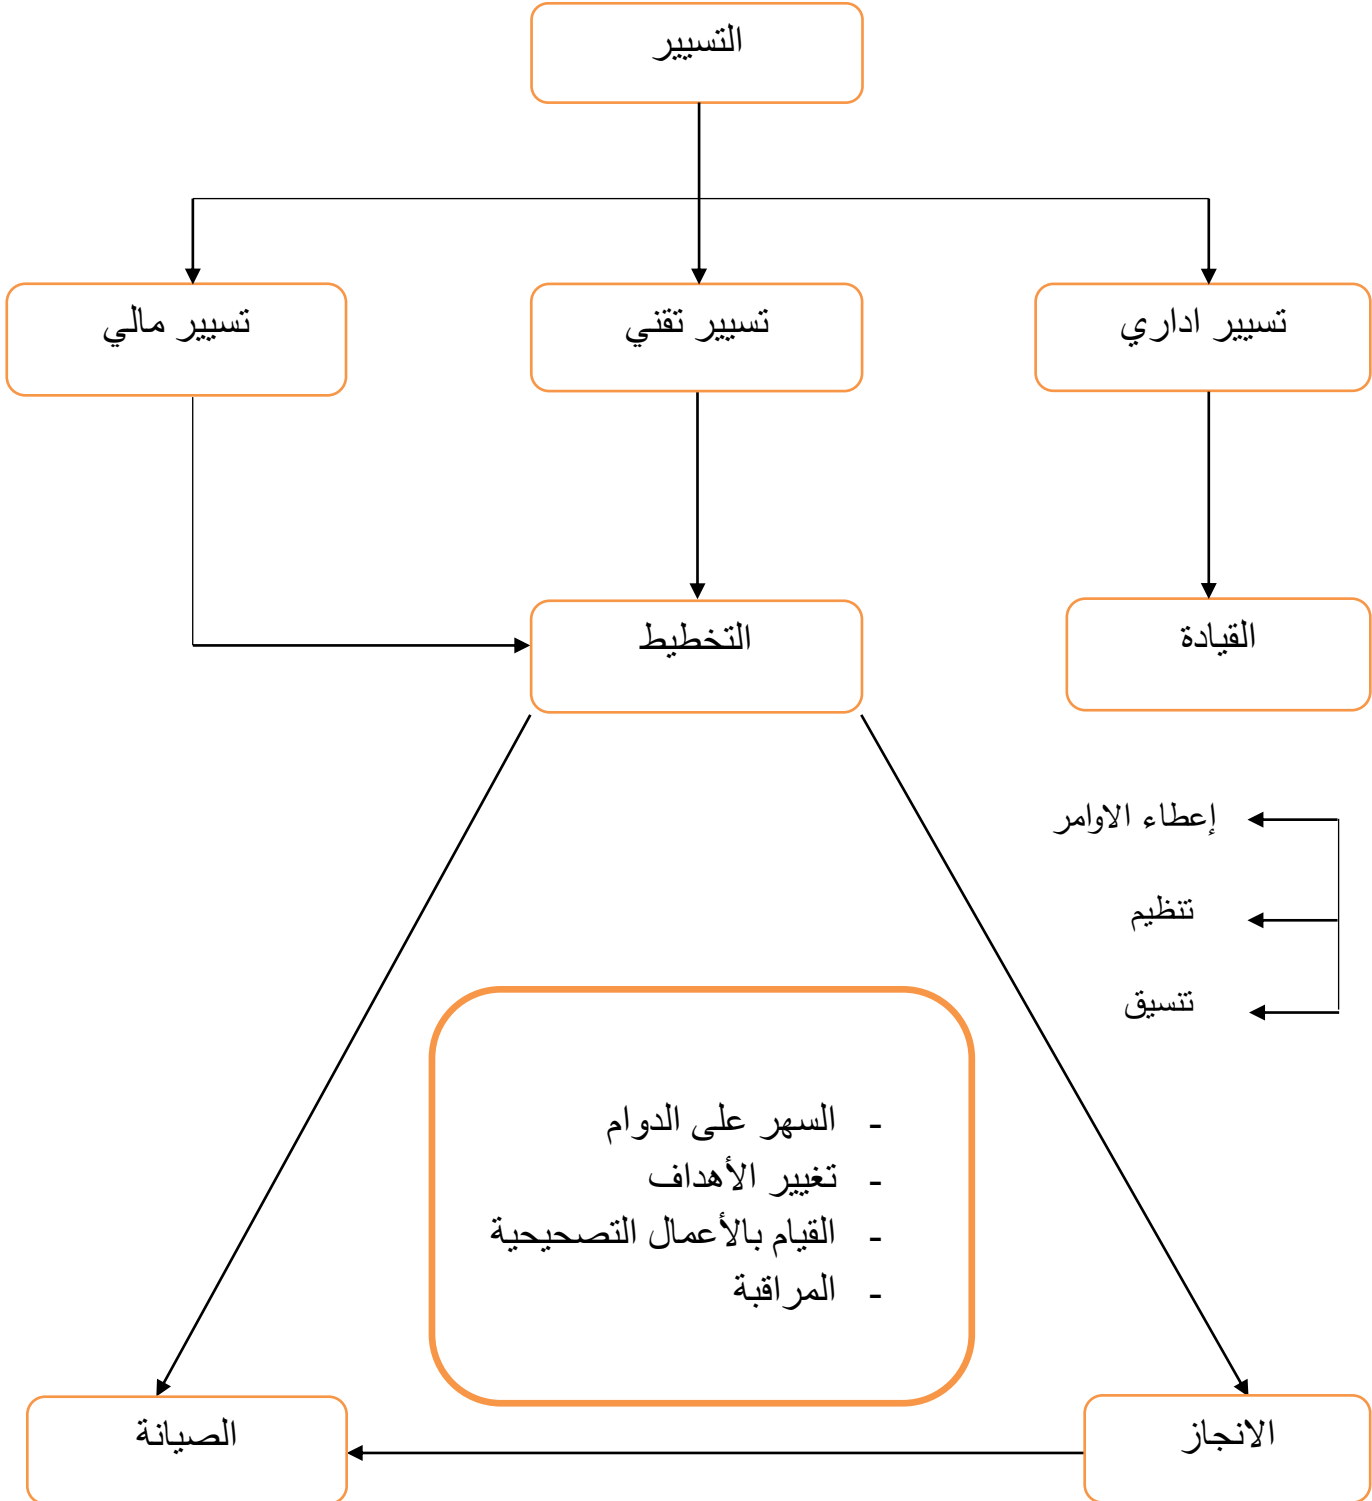 التسيير
تسيير اداري
تسيير تقني
تسيير مالي
القيادة
التخطيط
إعطاء الاوامر
تنظيم
تنسيق
- السهر على الدوام
- تغيير الأهداف
- القيام بالأعمال التصحيحية
- المراقبة
الانجاز
الصيانة